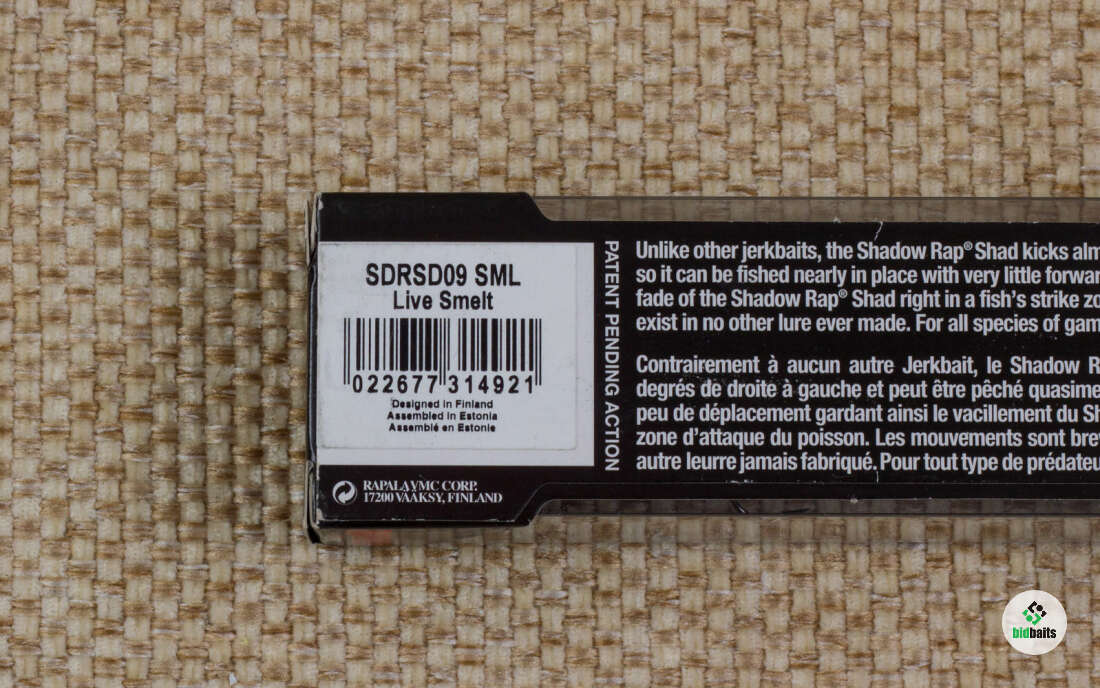 SDRSD09 SML
Live Smelt
022677 314921
Designed in Finland
Assembled in Estonia
Assemblé en Estonie
RAPALA VMC CORP.
17200 VÄÄKSY, FINLAND
PATENT PENDING ACTION
Unlike other jerkbaits, the Shadow Rap® Shad kicks alm
so it can be fished nearly in place with very little forwar
fade of the Shadow Rap® Shad right in a fish's strike zo
exist in no other lure ever made. For all species of gam
Contrairement à aucun autre Jerkbait, le Shadow R
degrés de droite à gauche et peut être pêché quasime
peu de déplacement gardant ainsi le vacillement du Sh
zone d'attaque du poisson. Les mouvements sont brev
autre leurre jamais fabriqué. Pour tout type de prédateu
bidbaits